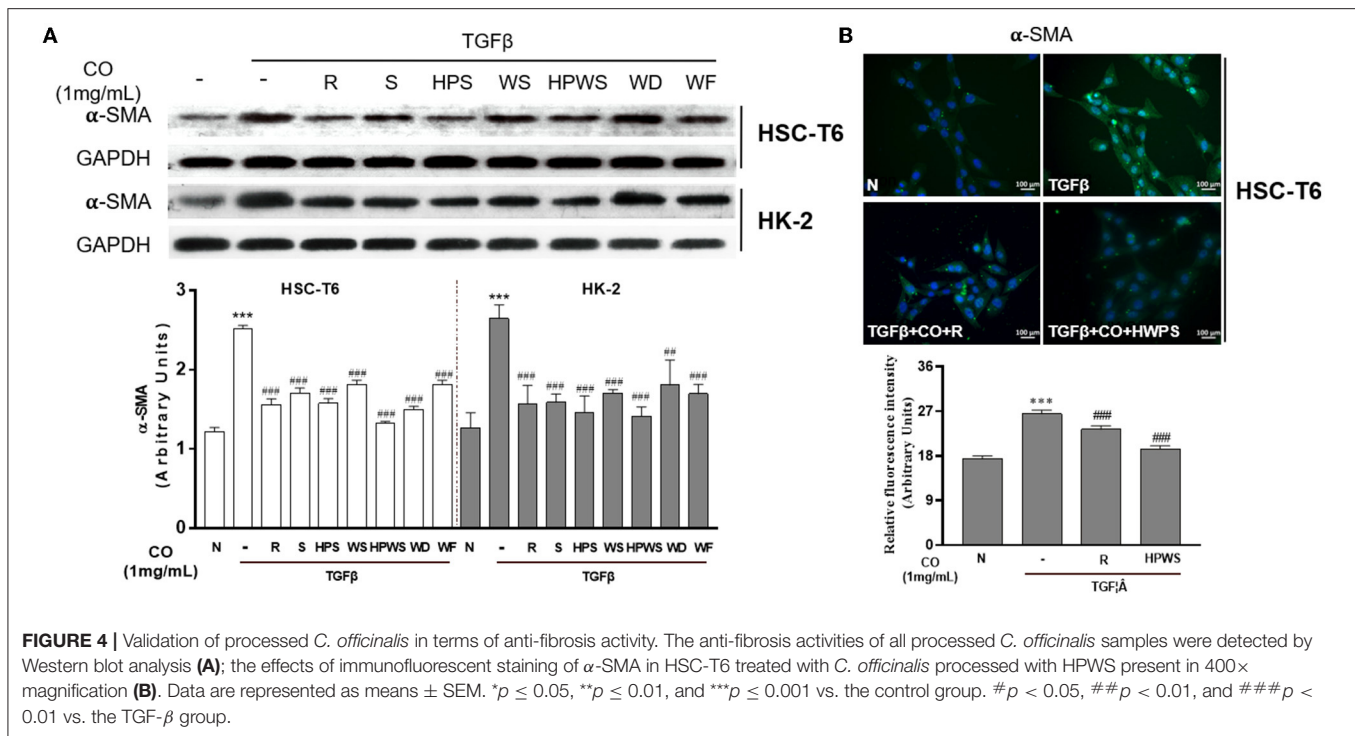 A
TGFβ
CO
(1mg/mL)
- - R S HPS WS HPWS WD WF
α-SMA
GAPDH
HSC-T6
α-SMA
GAPDH
HK-2
3
2
1
0
α-SMA
(Arbitrary Units)
HSC-T6
HK-2
*** ### ### ### ### ### ### ###
*** ### ### ### ### ### ## ###
CO
(1mg/mL)
N - R S HPS WS HPWS WD WF N - R S HPS WS HPWS WD WF
TGFβ
TGFβ
B
α-SMA
N
100 μm
TGFβ
100 μm
TGFβ+CO+R
100 μm
TGFβ+CO+HWPS
100 μm
HSC-T6
36
27
18
9
0
Relative fluorescence intensity
(Arbitrary Units)
*** ### ###
CO
(1mg/mL)
N - R HPWS
TGF¦Â
FIGURE 4 | Validation of processed C. officinalis in terms of anti-fibrosis activity. The anti-fibrosis activities of all processed C. officinalis samples were detected by
Western blot analysis (A); the effects of immunofluorescent staining of α-SMA in HSC-T6 treated with C. officinalis processed with HPWS present in 400×
magnification (B). Data are represented as means ± SEM. *p ≤ 0.05, **p ≤ 0.01, and ***p ≤ 0.001 vs. the control group. #p < 0.05, ##p < 0.01, and ###p <
0.01 vs. the TGF-β group.